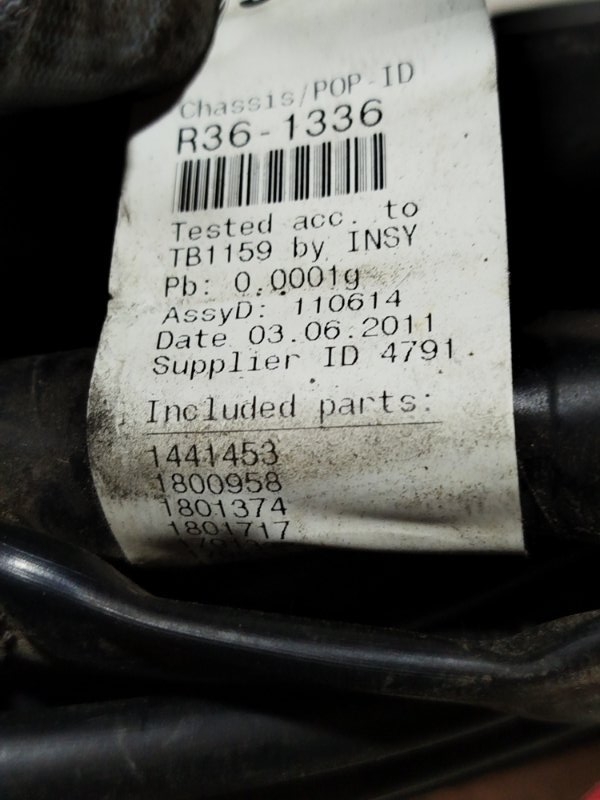 Chassis/POP-ID
R36-1336
Tested acc. to
TB1159 by INSY
Pb: 0.0001g
AssyD: 110614
Date 03.06.2011
Supplier ID 4791
Included parts:
1441453
1800958
1801374
1801717